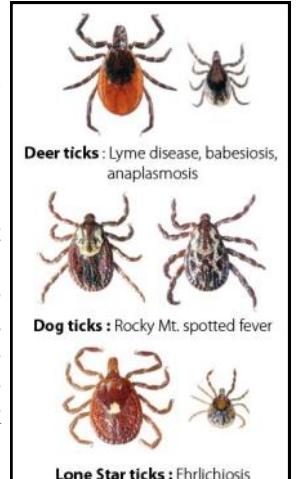 Deer ticks : Lyme disease, babesiosis,
anaplasmosis
Dog ticks : Rocky Mt. spotted fever
Lone Star ticks : Ehrlichiosis